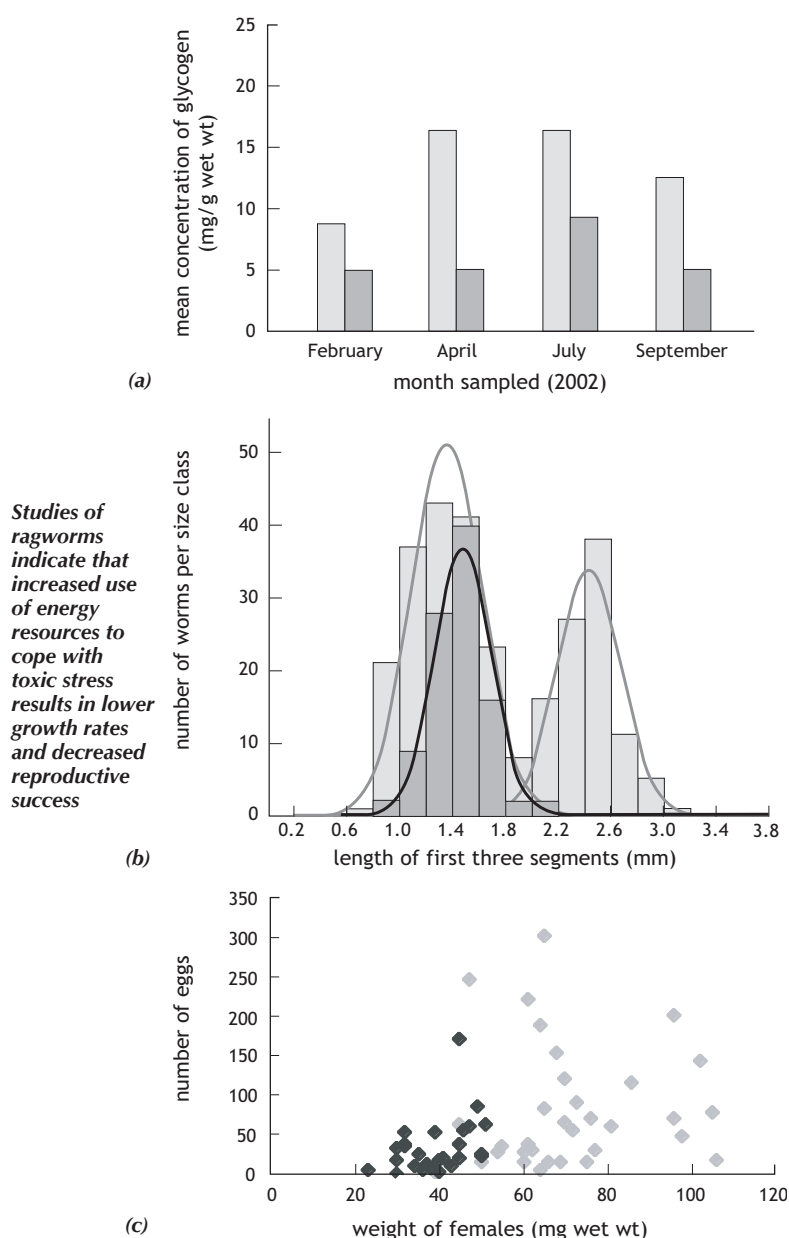 25
20
15
10
5
0
mean concentration of glycogen
(mg/g wet wt)
February April July September
(a)
month sampled (2002)
Studies of
ragworms
indicate that
increased use
of energy
resources to
cope with
toxic stress
results in lower
growth rates
and decreased
reproductive
success
50
40
30
20
10
0
number of worms per size class
0.2 0.6 1.0 1.4 1.8 2.2 2.6 3.0 3.4 3.8
(b)
length of first three segments (mm)
350
300
250
200
150
100
50
0
number of eggs
0 20 40 60 80 100 120
(c)
weight of females (mg wet wt)